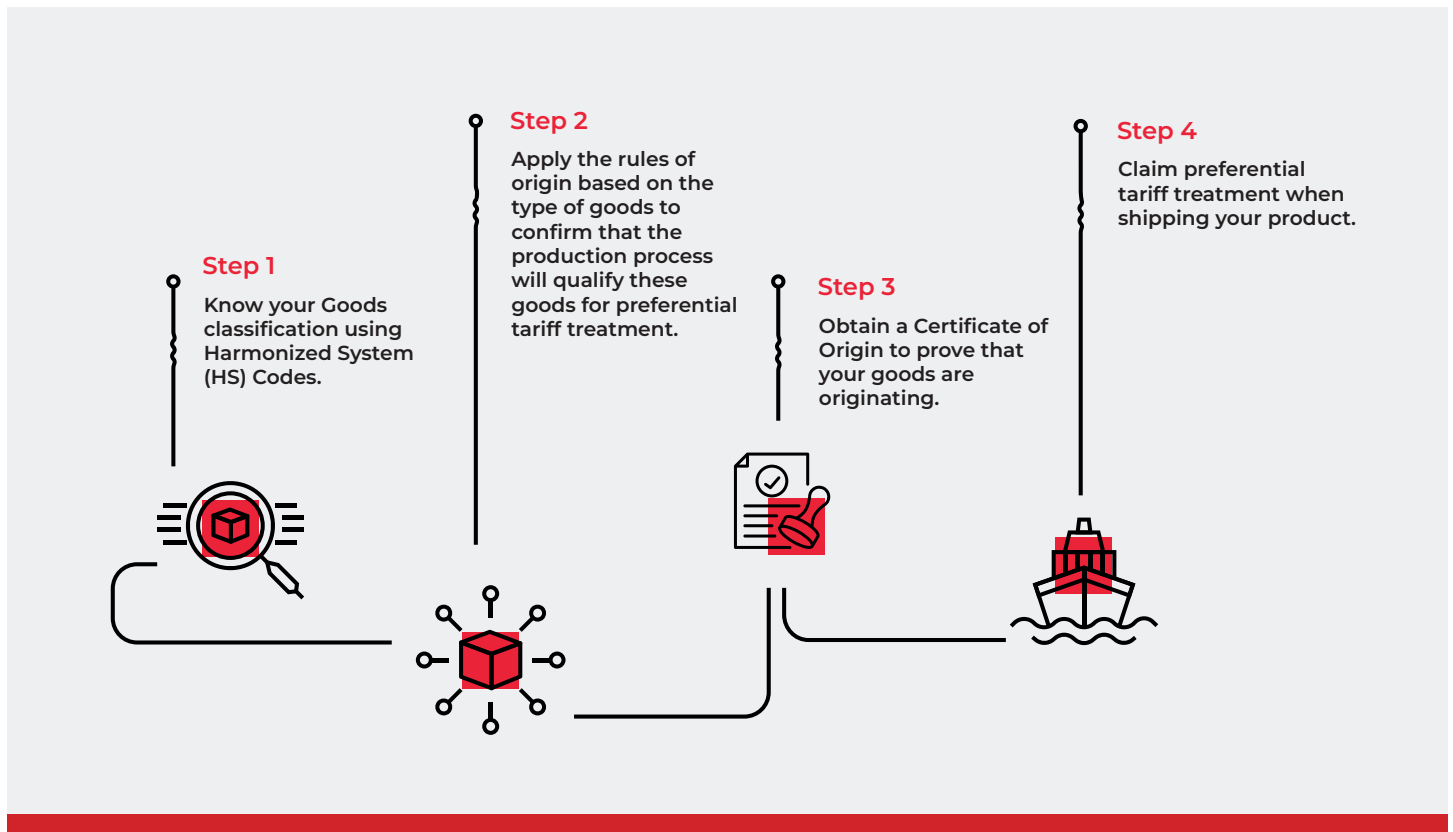 Step 1
Know your Goods
classification using
Harmonized System
(HS) Codes.
Step 2
Apply the rules of
origin based on the
type of goods to
confirm that the
production process
will qualify these
goods for preferential
tariff treatment.
Step 3
Obtain a Certificate of
Origin to prove that
your goods are
originating.
Step 4
Claim preferential
tariff treatment when
shipping your product.